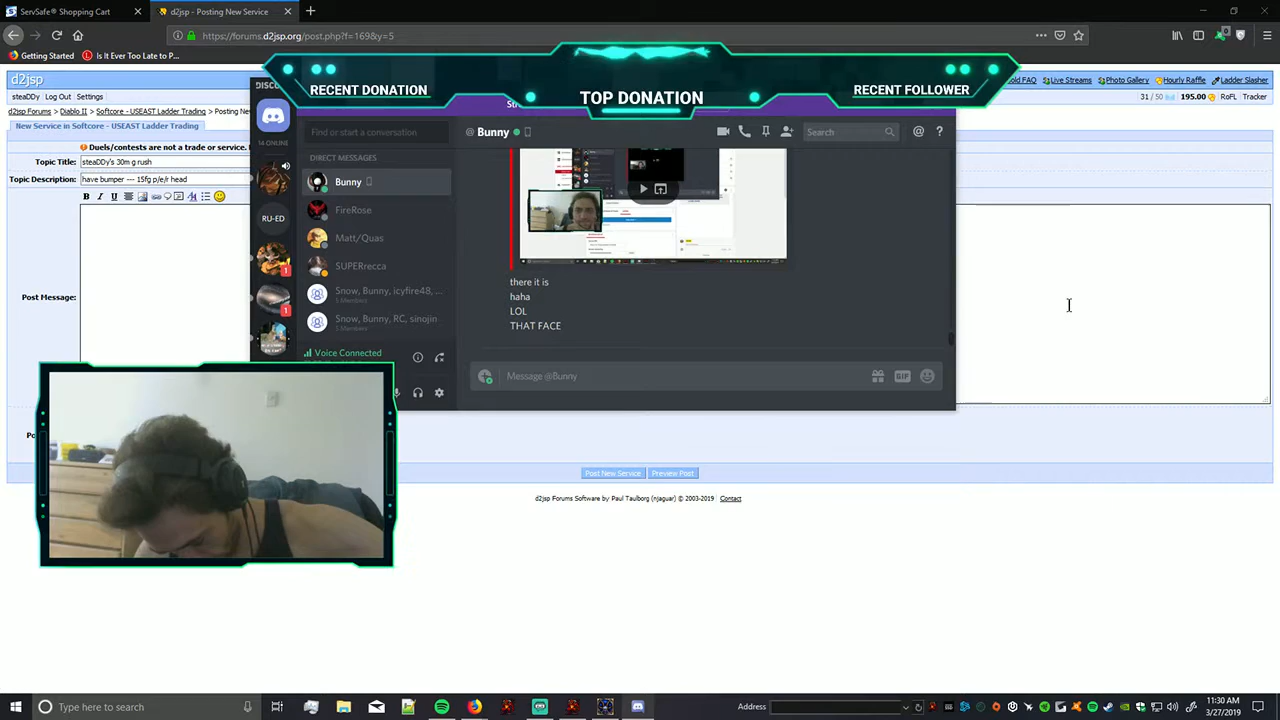 ServSafe® Shopping Cart
d2jsp - Posting New Service
https://forums.d2jsp.org/post.php?f=169&y=5
Getting Started
Is It Ever Too Late to P...
RECENT DONATION
TOP DONATION
RECENT FOLLOWER
d2jsp
Live Streams
Photo Gallery
Hourly Raffle
Ladder Slasher
steaDDy Log Out Settings
31 / 50
195.00
RoFL
Tracker
d2jsp Forums > Diablo II > Softcore - USEAST Ladder Trading > Posting New
New Service in Softcore - USEAST Ladder Trading
Duels/contests are not a trade or service.
Topic Title:
steaDDy's 30m g rush
Topic Description:
have bumper --- 15fg p/e/r head
B I U
Post Message:
14 ONLINE
RU-ED
1
1
Find or start a conversation
DIRECT MESSAGES
Bunny
FireRose
Matt/Quas
SUPERrecca
Snow, Bunny, icyfire48, ...
5 Members
Snow, Bunny, RC, sinojin
5 Members
Voice Connected
@ Bunny
Search
there it is
haha
LOL
THAT FACE
Message @Bunny
GIF
Post New Service
Preview Post
d2jsp Forums Software by Paul Taulborg (njaguar) © 2003-2019
Contact
Type here to search
Address
11:30 AM
3/27/2019